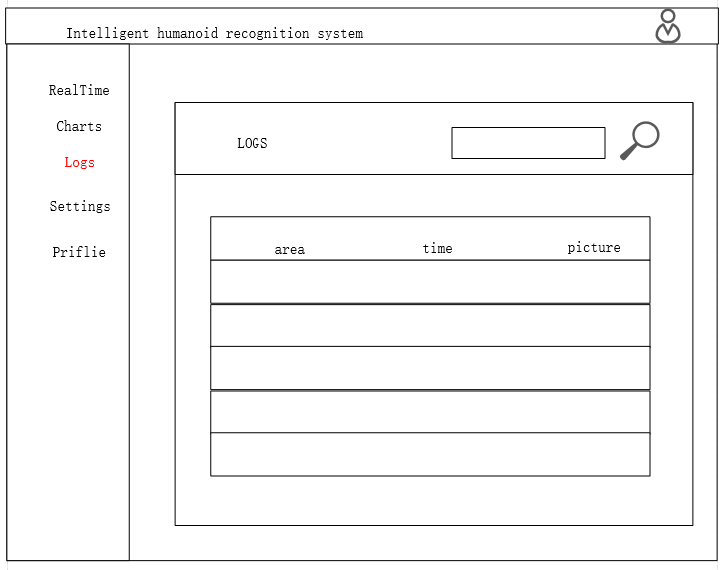 Intelligent humanoid recognition system
RealTime
Charts
Logs
Settings
Priflie
LOGS
area time picture